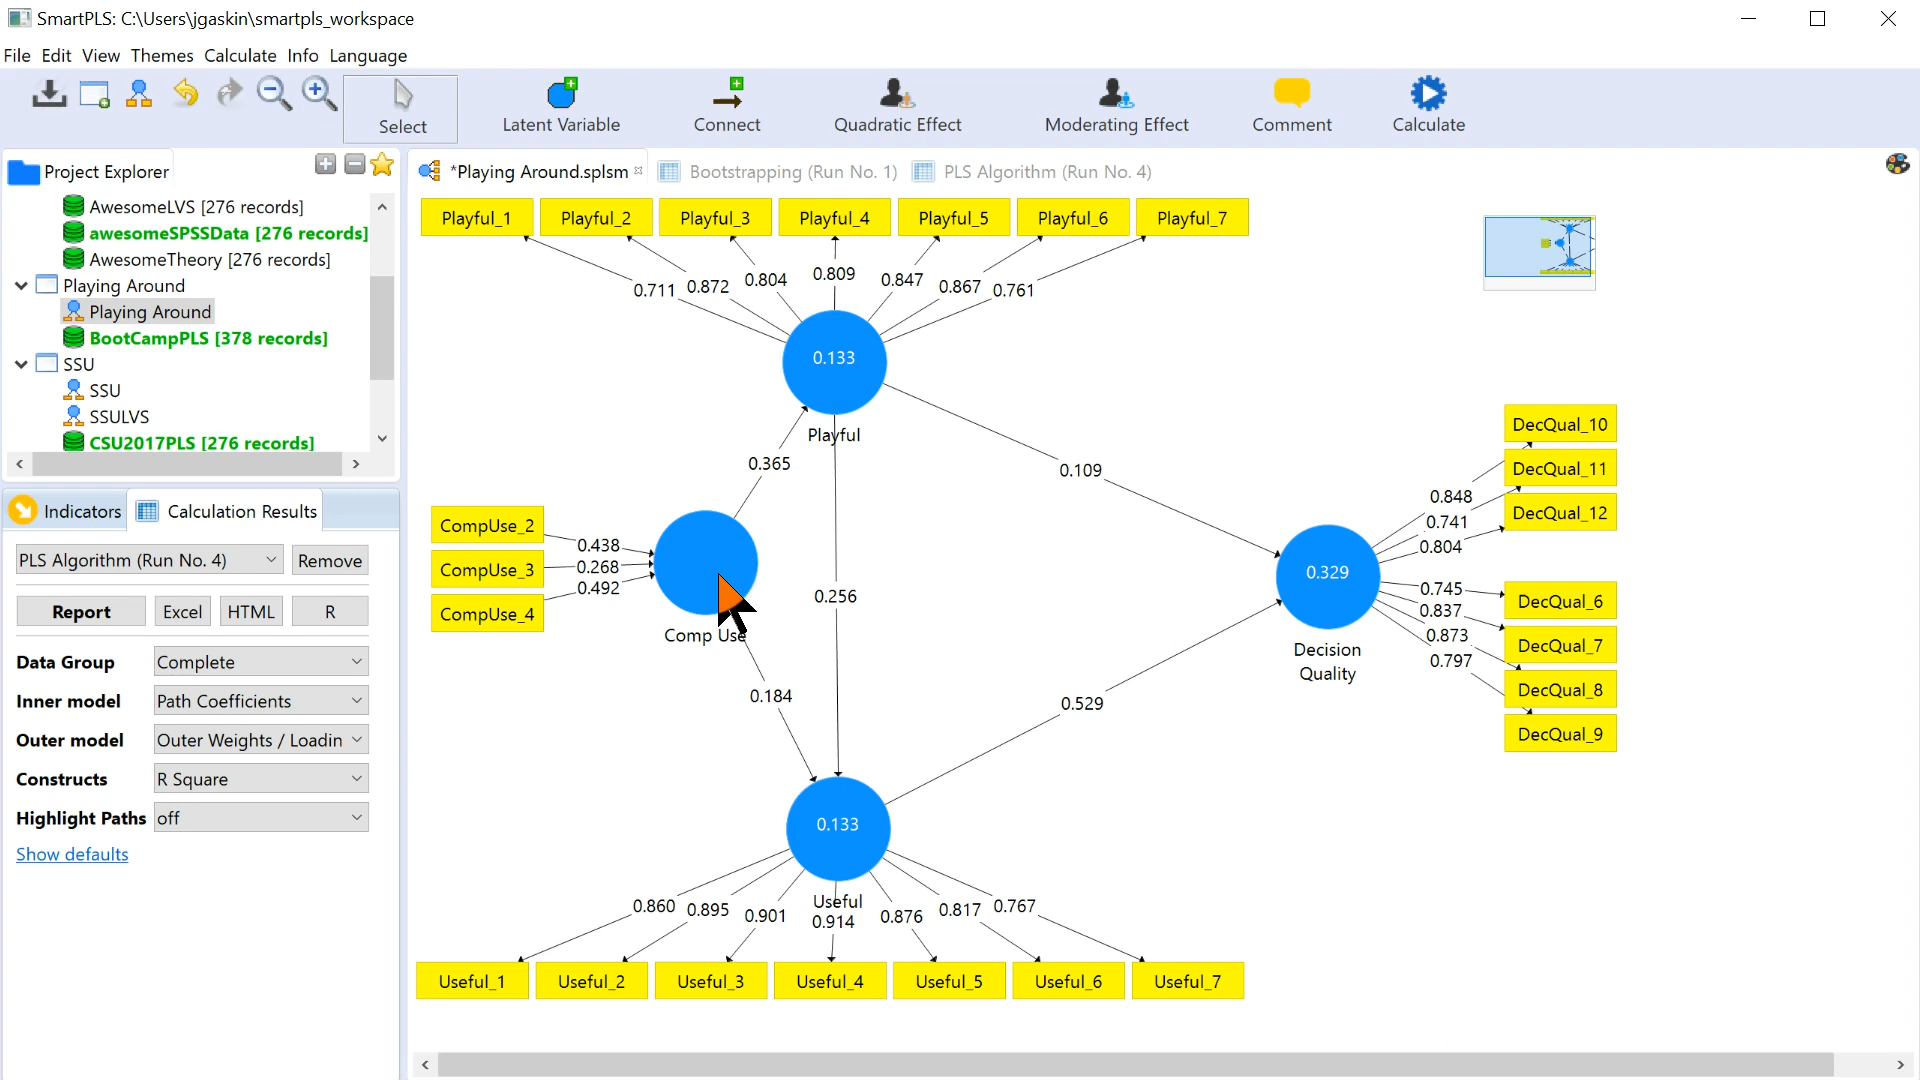 SmartPLS: C:\Users\jgaskin\smartpls_workspace
File Edit View Themes Calculate Info Language
Select
Latent Variable
Connect
Quadratic Effect
Moderating Effect
Comment
Calculate
Project Explorer
AwesomeLVS [276 records]
awesomeSPSSData [276 records]
AwesomeTheory [276 records]
Playing Around
Playing Around
BootCampPLS [378 records]
SSU
SSU
SSULVS
CSU2017PLS [276 records]
Indicators
Calculation Results
PLS Algorithm (Run No. 4)
Remove
Report
Excel
HTML
R
Data Group
Complete
Inner model
Path Coefficients
Outer model
Outer Weights / Loadin
Constructs
R Square
Highlight Paths
off
Show defaults
*Playing Around.splsm
Bootstrapping (Run No. 1)
PLS Algorithm (Run No. 4)
Playful_1
Playful_2
Playful_3
Playful_4
Playful_5
Playful_6
Playful_7
0.711
0.872
0.804
0.809
0.847
0.867
0.761
0.133
Playful
0.365
0.109
CompUse_2
CompUse_3
CompUse_4
0.438
0.268
0.492
Comp Use
0.256
0.184
0.529
0.329
Decision
Quality
DecQual_10
DecQual_11
DecQual_12
0.848
0.741
0.804
0.745
0.837
0.873
0.797
DecQual_6
DecQual_7
DecQual_8
DecQual_9
0.133
Useful
0.860
0.895
0.901
0.914
0.876
0.817
0.767
Useful_1
Useful_2
Useful_3
Useful_4
Useful_5
Useful_6
Useful_7